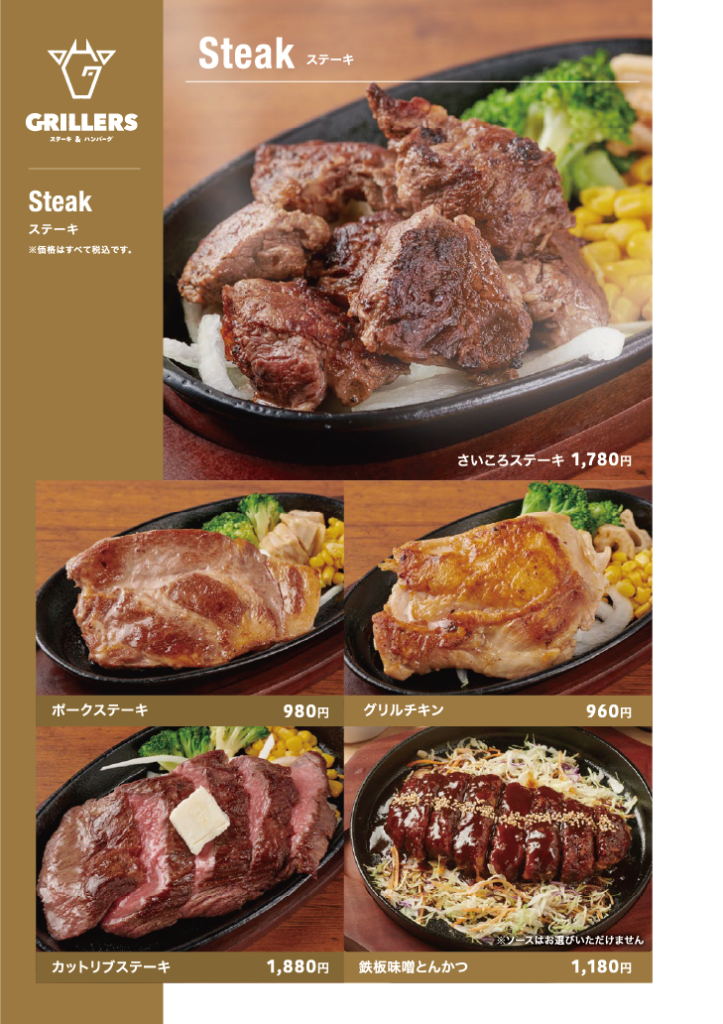 GRILLERS
ステーキ & ハンバーグ
Steak
ステーキ
※価格はすべて税込です。
Steak ステーキ
さいころステーキ 1,780円
ポークステーキ 980円
グリルチキン 960円
カットリブステーキ 1,880円
※ソースはお選びいただけません
鉄板味噌とんかつ 1,180円